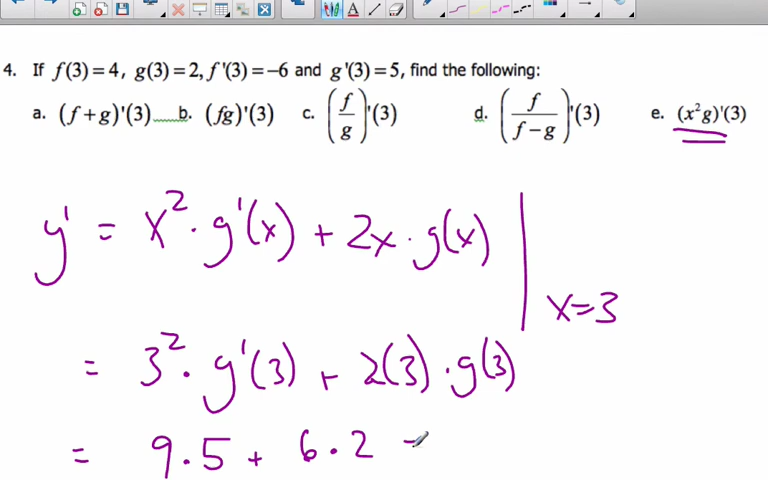 4. If f(3)=4, g(3)=2, f'(3)=−6 and g'(3)=5, find the following:
a. (f+g)'(3) b. (fg)'(3) c. (f/g)'(3) d. (f/(f−g))'(3) e. (x²g)'(3)
y' = x² · g'(x) + 2x · g(x) | x=3
= 3² · g'(3) + 2(3) · g(3)
= 9·5 + 6·2